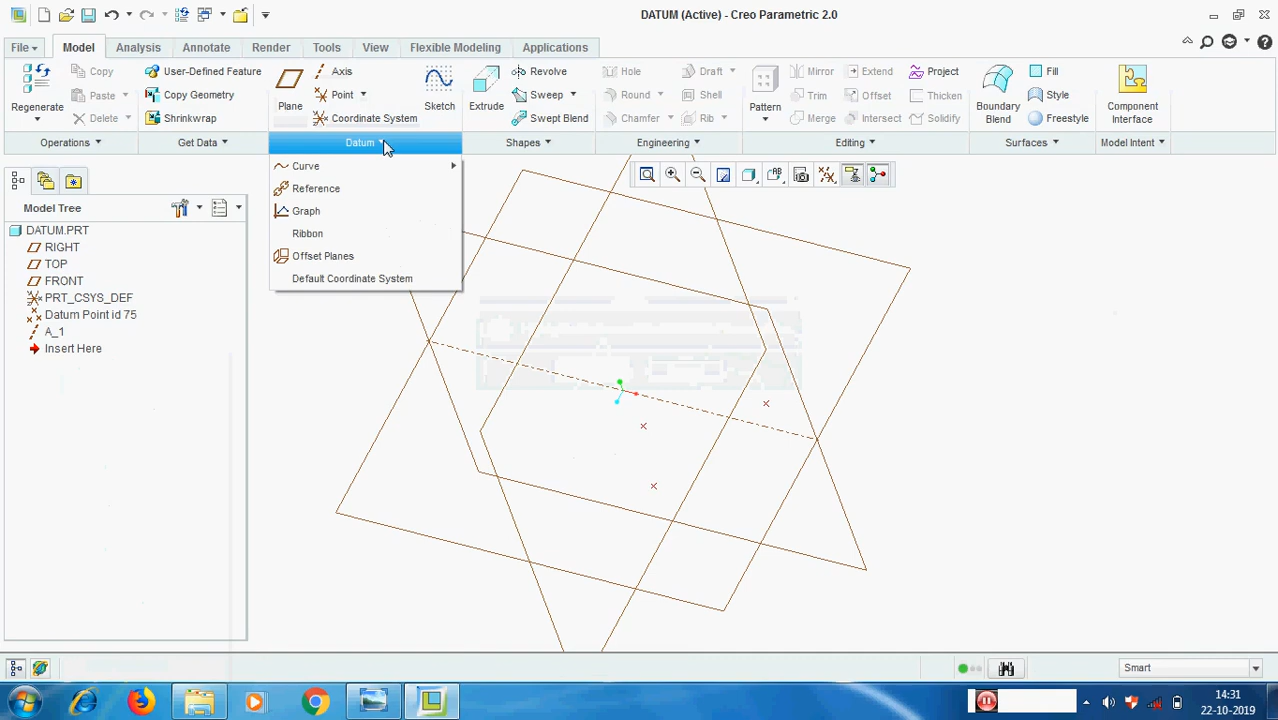 DATUM (Active) - Creo Parametric 2.0
File Model Analysis Annotate Render Tools View Flexible Modeling Applications
Regenerate
Copy
Paste
Delete
Operations
User-Defined Feature
Copy Geometry
Shrinkwrap
Get Data
Plane
Axis
Point
Coordinate System
Sketch
Datum
Extrude
Revolve
Sweep
Swept Blend
Shapes
Hole
Round
Chamfer
Draft
Shell
Rib
Engineering
Pattern
Mirror
Trim
Merge
Extend
Offset
Intersect
Project
Thicken
Solidify
Editing
Boundary
Blend
Fill
Style
Freestyle
Surfaces
Component
Interface
Model Intent
Curve
Reference
Graph
Ribbon
Offset Planes
Default Coordinate System
Model Tree
DATUM.PRT
RIGHT
TOP
FRONT
PRT_CSYS_DEF
Datum Point id 75
A_1
Insert Here
Smart
14:31
22-10-2019